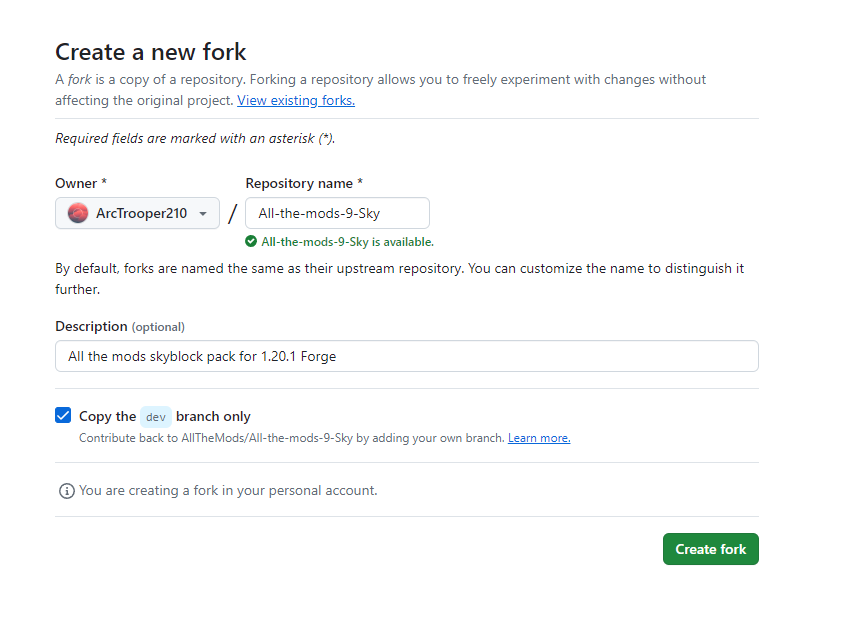 Create a new fork
A fork is a copy of a repository. Forking a repository allows you to freely experiment with changes without
affecting the original project. View existing forks.
Required fields are marked with an asterisk (*).
Owner *
Repository name *
ArcTrooper210
/
All-the-mods-9-Sky
All-the-mods-9-Sky is available.
By default, forks are named the same as their upstream repository. You can customize the name to distinguish it
further.
Description (optional)
All the mods skyblock pack for 1.20.1 Forge
Copy the dev branch only
Contribute back to AllTheMods/All-the-mods-9-Sky by adding your own branch. Learn more.
You are creating a fork in your personal account.
Create fork